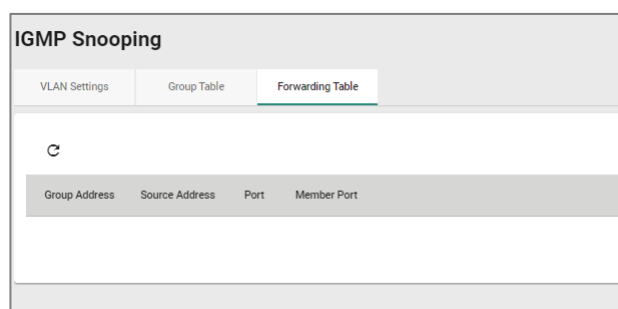 IGMP Snooping
VLAN Settings Group Table Forwarding Table
Group Address Source Address Port Member Port